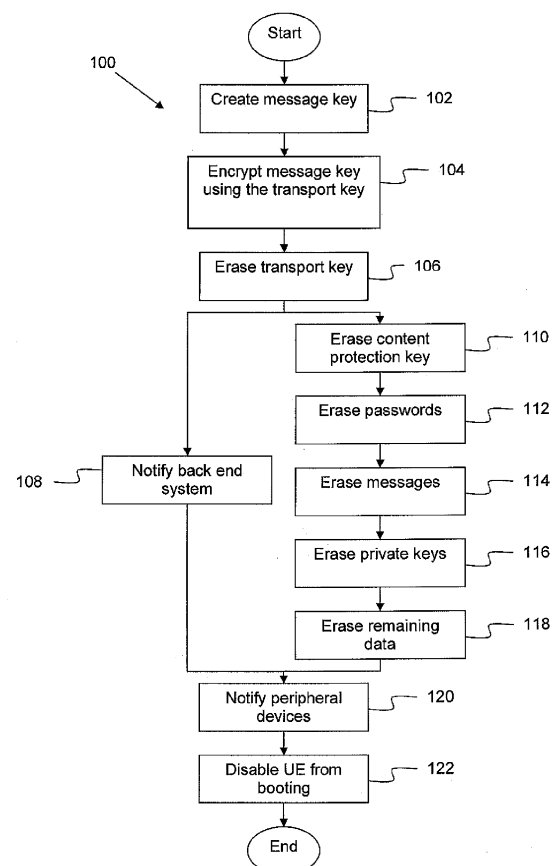 Start
100
Create message key
102
Encrypt message key
using the transport key
104
Erase transport key
106
Erase content
protection key
110
Erase passwords
112
108
Notify back end
system
Erase messages
114
Erase private keys
116
Erase remaining
data
118
Notify peripheral
devices
120
Disable UE from
booting
122
End